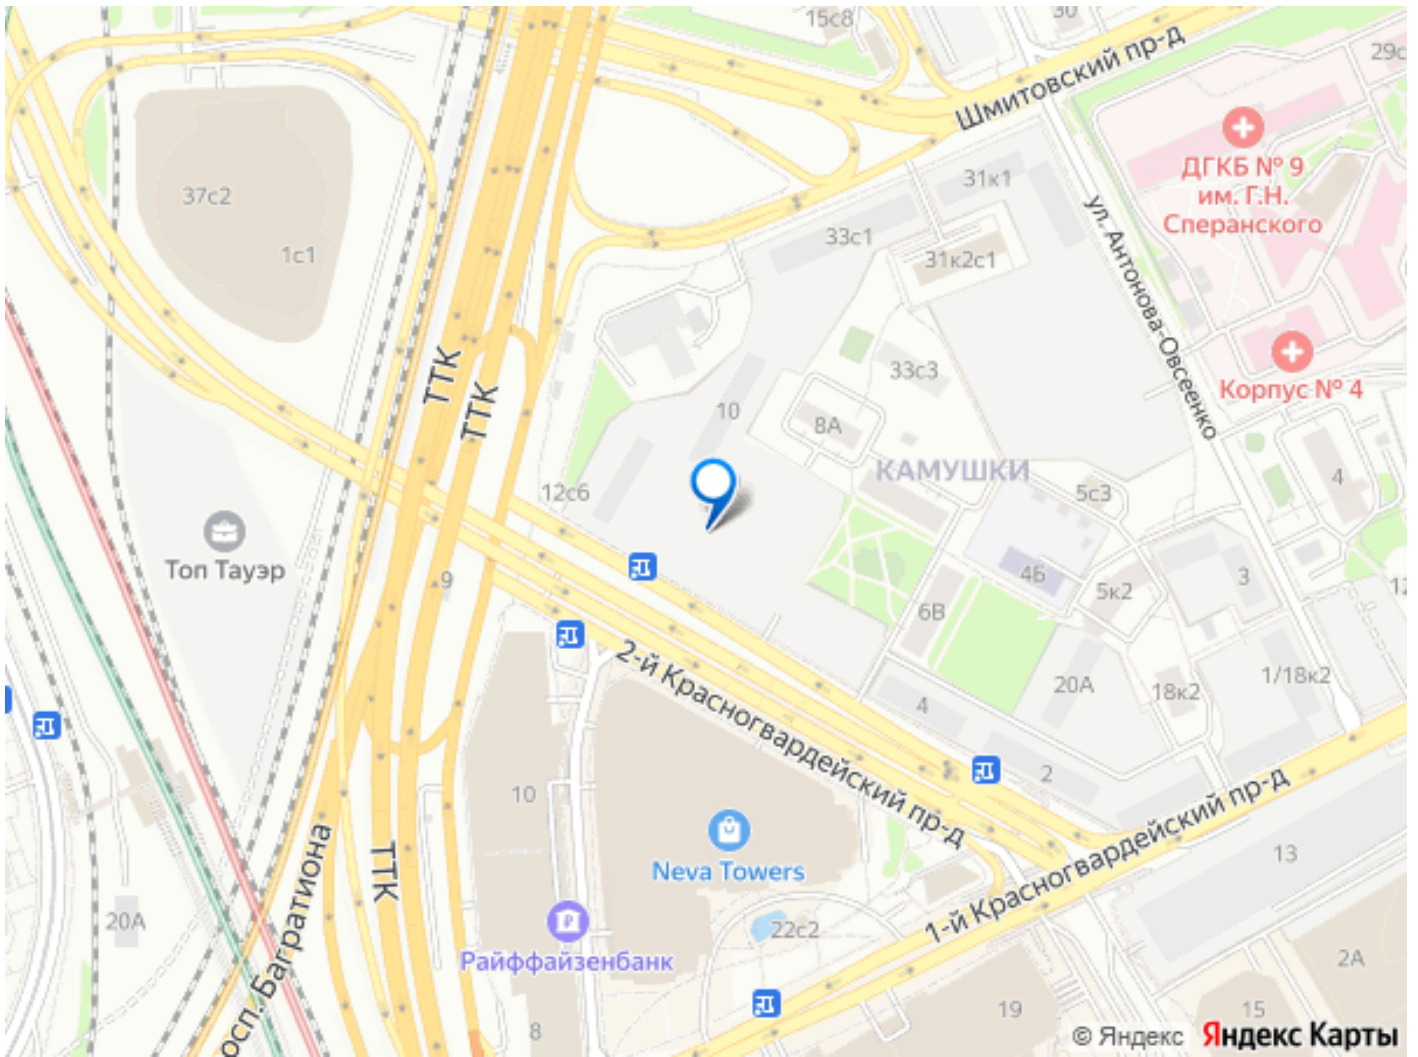 15с8
30
29с
Шмитовский пр-д
31к1
ДГКБ № 9
им. Г.Н.
Сперанского
37с2
1с1
33с1
31к2с1
ул. Антонова-Овсеенко
ТТК
ТТК
33с3
Корпус № 4
10
8А
КАМУШКИ
12с6
5с3
4
Топ Тауэр
9
4Б
5к2
3
12
6В
2-й Красногвардейский пр-д
20А
18к2
1/18к2
4
2
10
Neva Towers
1-й Красногвардейский пр-д
13
ТТК
20А
Райффайзенбанк
22с2
2А
осп. Багратиона
8
19
15
© Яндекс Яндекс Карты